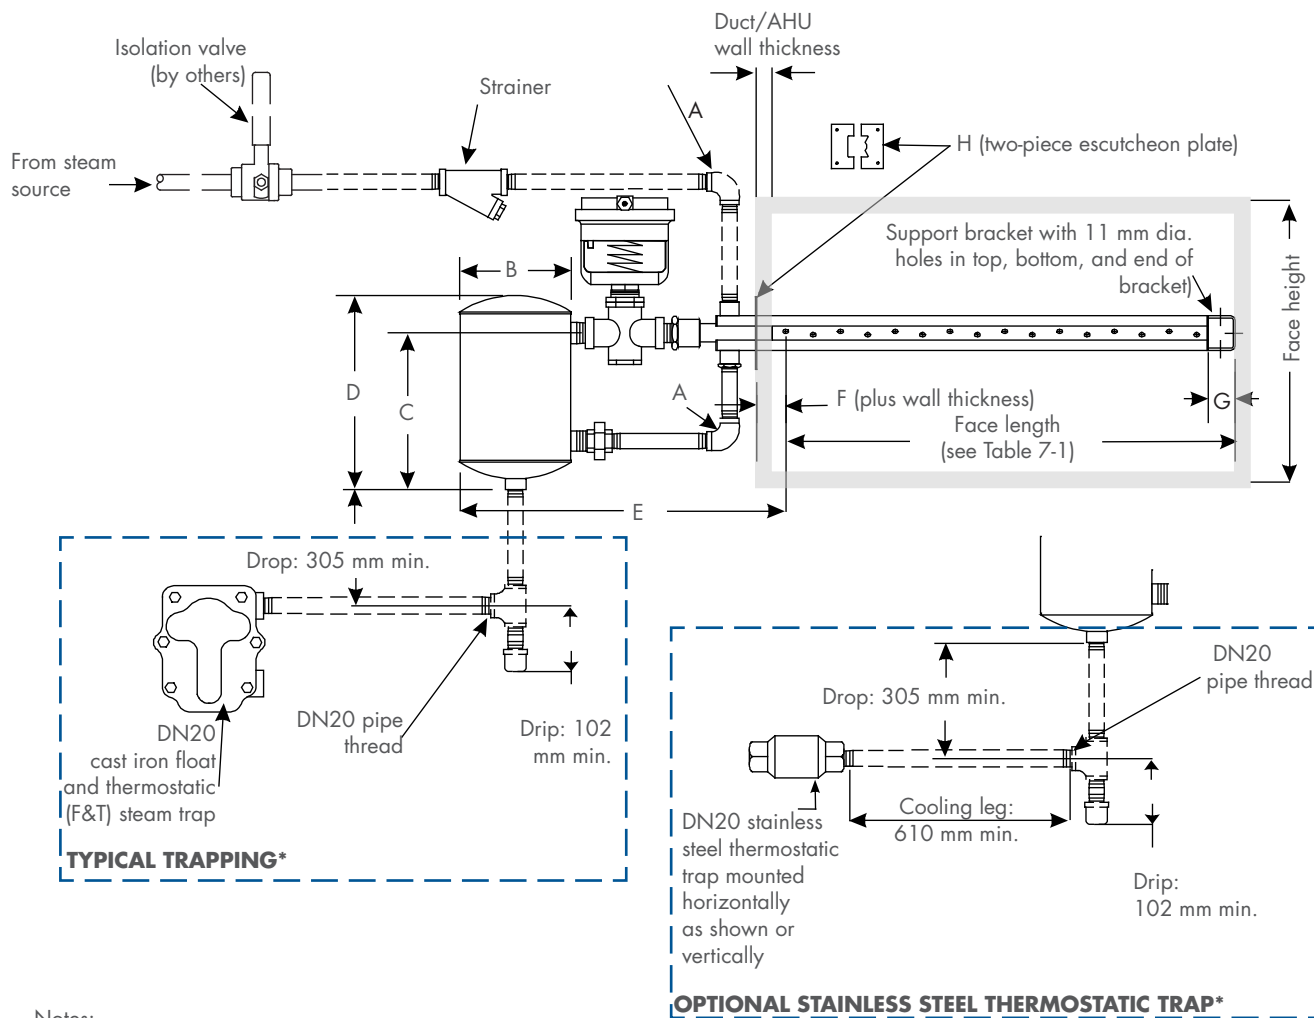 Duct/AHU
wall thickness
Isolation valve
(by others)
Strainer
A
From steam
source
H (two-piece escutcheon plate)
Support bracket with 11 mm dia.
holes in top, bottom, and end of
bracket)
Face height
B
D
C
A
F (plus wall thickness)
G
Face length
(see Table 7-1)
E
Drop: 305 mm min.
DN20 pipe
thread
Drip: 102
mm min.
DN20
cast iron float
and thermostatic
(F&T) steam trap
TYPICAL TRAPPING*
DN20
pipe thread
Drop: 305 mm min.
Cooling leg:
610 mm min.
DN20 stainless
steel thermostatic
trap mounted
horizontally
as shown or
vertically
Drip:
102 mm min.
OPTIONAL STAINLESS STEEL THERMOSTATIC TRAP*
Notes: